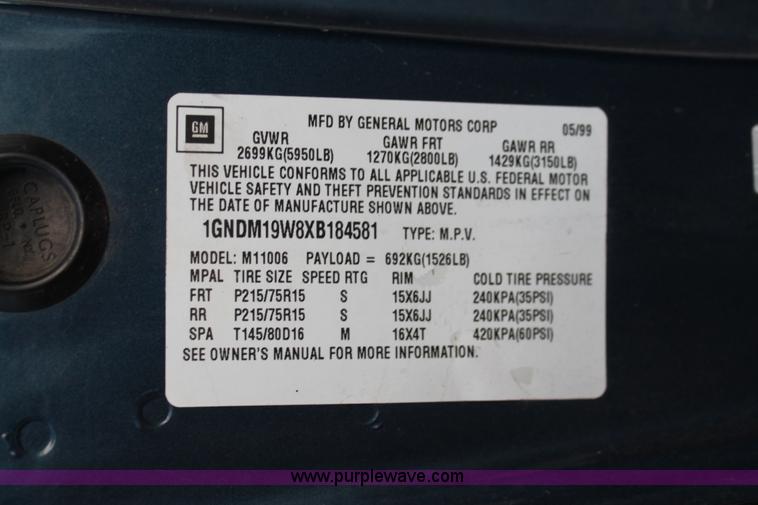 GM
MFD BY GENERAL MOTORS CORP 05/99
GVWR GAWR FRT GAWR RR
2699KG(5950LB) 1270KG(2800LB) 1429KG(3150LB)
THIS VEHICLE CONFORMS TO ALL APPLICABLE U.S. FEDERAL MOTOR
VEHICLE SAFETY AND THEFT PREVENTION STANDARDS IN EFFECT ON
THE DATE OF MANUFACTURE SHOWN ABOVE.
1GNDM19W8XB184581 TYPE: M.P.V.
MODEL: M11006 PAYLOAD = 692KG(1526LB)
MPAL TIRE SIZE SPEED RTG RIM COLD TIRE PRESSURE
FRT P215/75R15 S 15X6JJ 240KPA(35PSI)
RR P215/75R15 S 15X6JJ 240KPA(35PSI)
SPA T145/80D16 M 16X4T 420KPA(60PSI)
SEE OWNER'S MANUAL FOR MORE INFORMATION.
CAPLUGS
www.purplewave.com